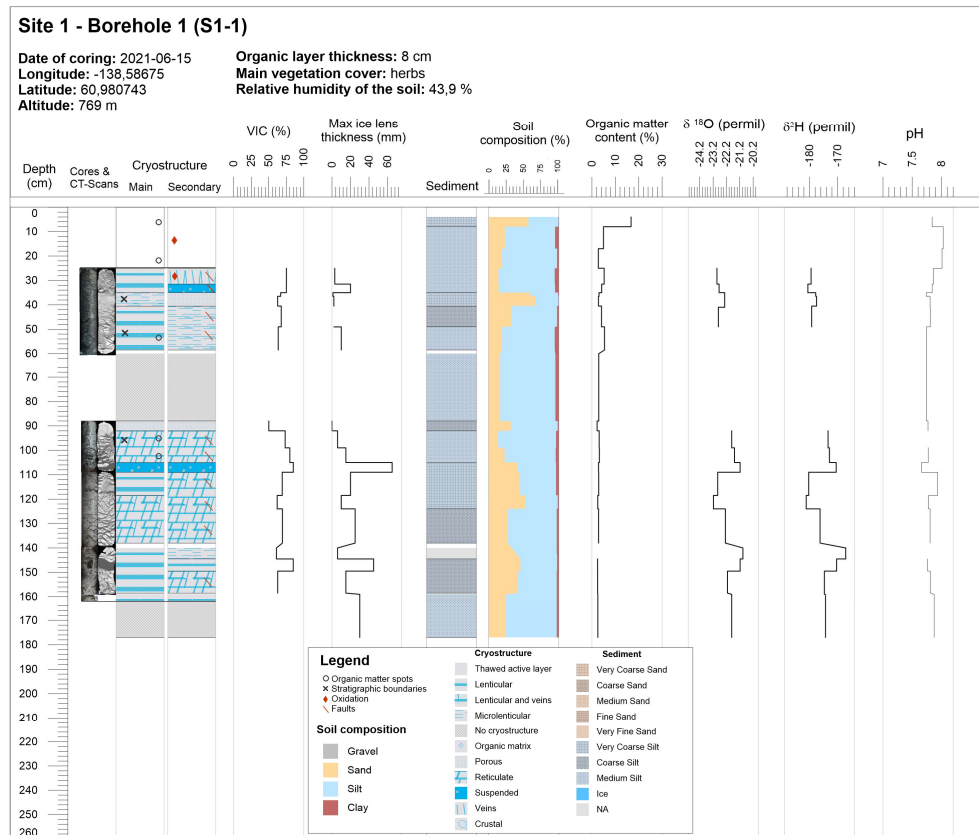 Site 1 - Borehole 1 (S1-1)
Date of coring: 2021-06-15
Longitude: -138,58675
Latitude: 60,980743
Altitude: 769 m
Organic layer thickness: 8 cm
Main vegetation cover: herbs
Relative humidity of the soil: 43,9 %
Depth (cm)
Cores & CT-Scans
Cryostructure
Main
Secondary
VIC (%)
0 25 50 75 100
Max ice lens thickness (mm)
0 20 40 60
Sediment
Soil composition (%)
0 25 50 75 100
Organic matter content (%)
0 10 20 30
δ ¹⁸O (permil)
-24.2 -23.2 -22.2 -21.2 -20.2
δ²H (permil)
-180 -170
pH
7 7.5 8
0
10
20
30
40
50
60
70
80
90
100
110
120
130
140
150
160
170
180
190
200
210
220
230
240
250
260
Legend
Organic matter spots
Stratigraphic boundaries
Oxidation
Faults
Soil composition
Gravel
Sand
Silt
Clay
Cryostructure
Thawed active layer
Lenticular
Lenticular and veins
Microlenticular
No cryostructure
Organic matrix
Porous
Reticulate
Suspended
Veins
Crustal
Sediment
Very Coarse Sand
Coarse Sand
Medium Sand
Fine Sand
Very Fine Sand
Very Coarse Silt
Coarse Silt
Medium Silt
Ice
NA